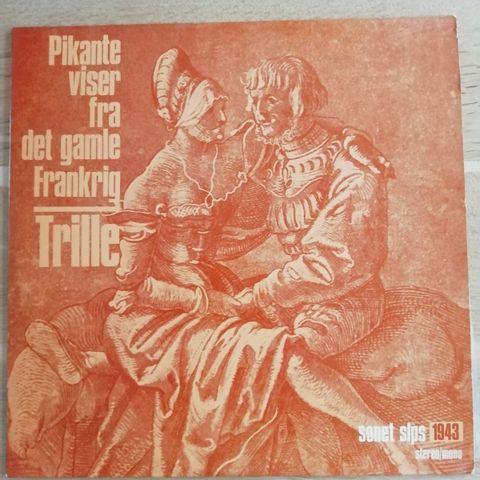 Pikante
viser
fra
det gamle
Frankrig
Trille
sonet slps 1943
stereo/mono